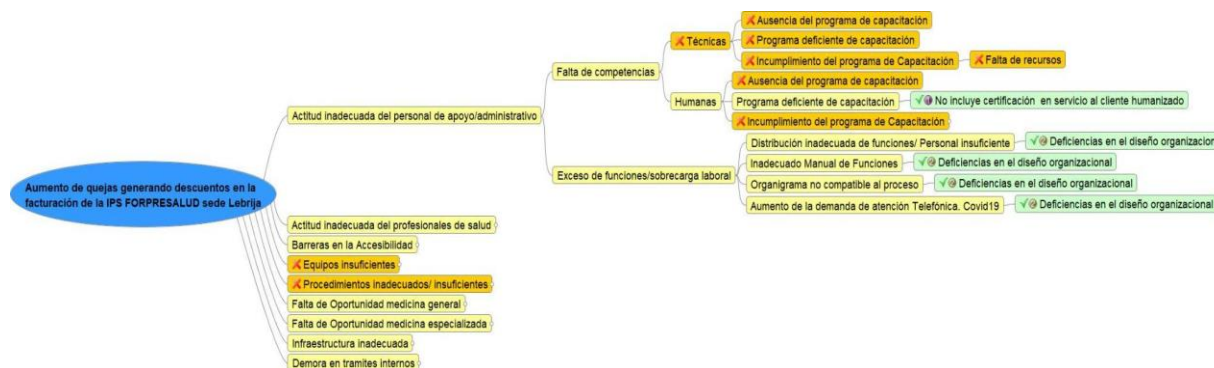 Aumento de quejas generando descuentos en la
facturación de la IPS FORPRESALUD sede Lebrija
Actitud inadecuada del personal de apoyo/administrativo
Falta de competencias
Técnicas
Ausencia del programa de capacitación
Programa deficiente de capacitación
Incumplimiento del programa de Capacitación
Falta de recursos
Humanas
Ausencia del programa de capacitación
Programa deficiente de capacitación
No incluye certificación en servicio al cliente humanizado
Incumplimiento del programa de Capacitación
Exceso de funciones/sobrecarga laboral
Distribución inadecuada de funciones/ Personal insuficiente
Deficiencias en el diseño
Inadecuado Manual de Funciones
Deficiencias en el diseño organizacional
Organigrama no compatible al proceso
Deficiencias en el diseño organizacional
Aumento de la demanda de atención Telefónica. Covid19
Deficiencias en el diseño organizacional
Actitud inadecuada del profesionales de salud
Barreras en la Accesibilidad
Equipos insuficientes
Procedimientos inadecuados/ insuficientes
Falta de Oportunidad medicina general
Falta de Oportunidad medicina especializada
Infraestructura inadecuada
Demora en tramites internos